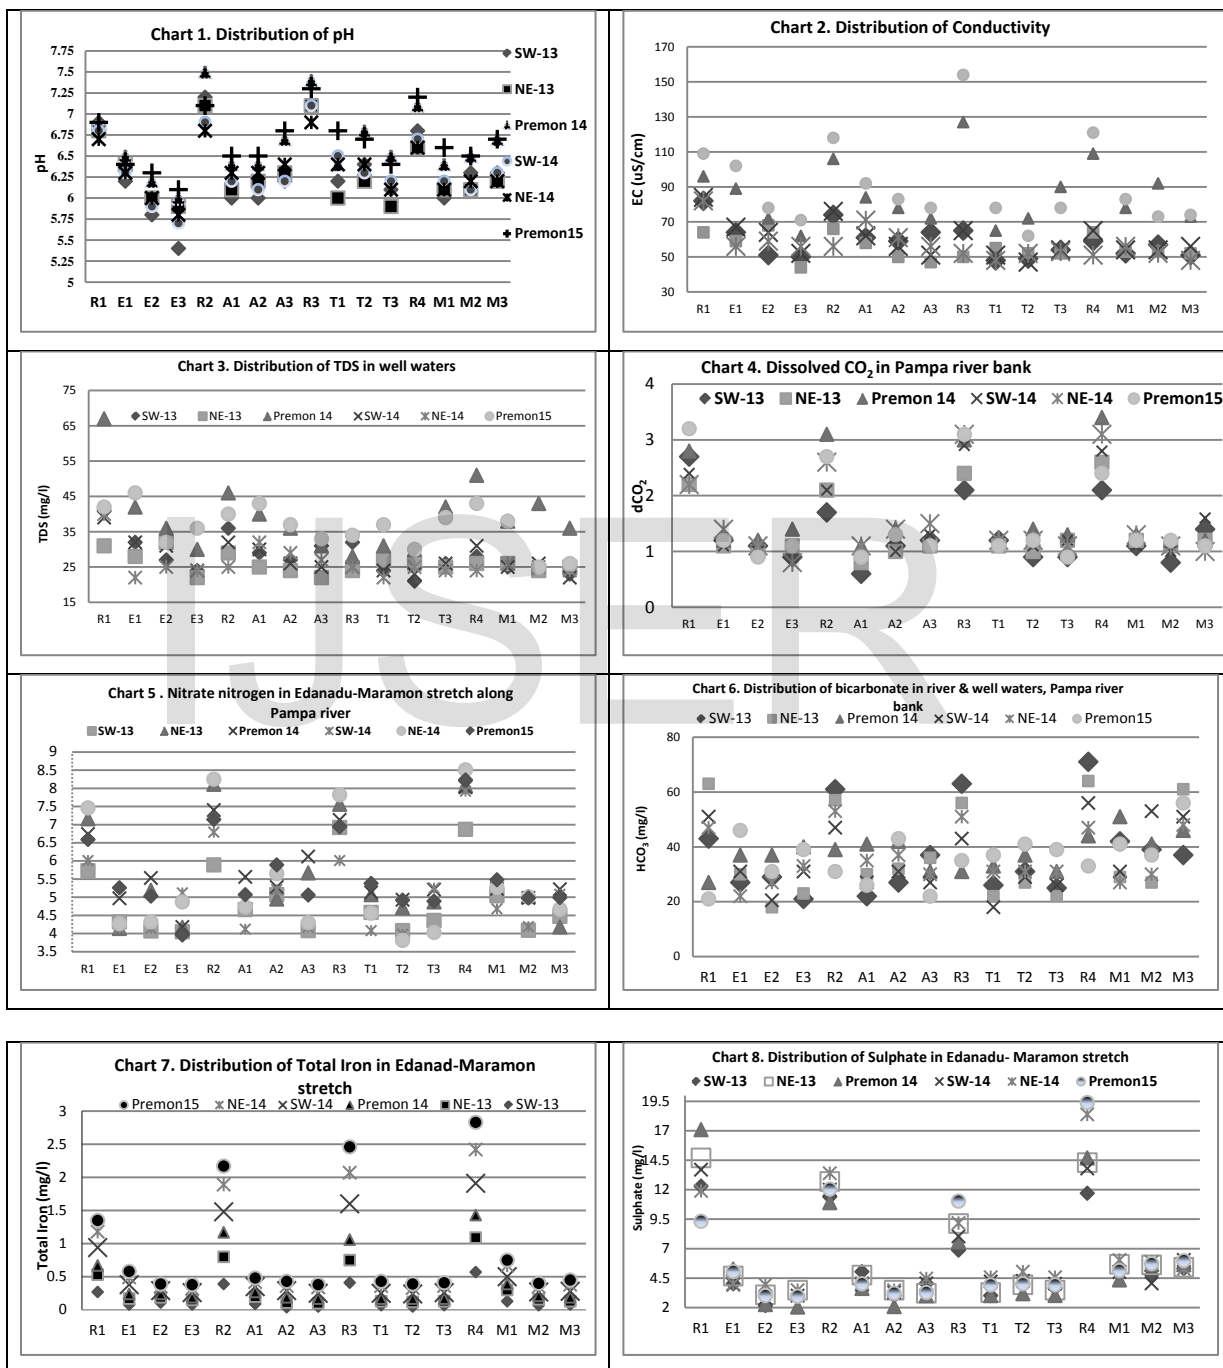 Chart 1. Distribution of pH
7.75
7.5
7.25
7
6.75
6.5
6.25
6
5.75
5.5
5.25
5
pH
R1 E1 E2 E3 R2 A1 A2 A3 R3 T1 T2 T3 R4 M1 M2 M3
SW-13
NE-13
Premon 14
SW-14
NE-14
Premon15
Chart 2. Distribution of Conductivity
170
150
130
110
90
70
50
30
EC (uS/cm)
R1 E1 E2 E3 R2 A1 A2 A3 R3 T1 T2 T3 R4 M1 M2 M3
Chart 3. Distribution of TDS in well waters
75
65
55
45
35
25
15
TDS (mg/l)
SW-13 NE-13 Premon 14 SW-14 NE-14 Premon15
R1 E1 E2 E3 R2 A1 A2 A3 R3 T1 T2 T3 R4 M1 M2 M3
Chart 4. Dissolved CO2 in Pampa river bank
SW-13 NE-13 Premon 14 SW-14 NE-14 Premon15
4
3
2
1
0
dCO2
R1 E1 E2 E3 R2 A1 A2 A3 R3 T1 T2 T3 R4 M1 M2 M3
IJSER
Chart 5 . Nitrate nitrogen in Edanadu-Maramon stretch along
Pampa river
SW-13 NE-13 Premon 14 SW-14 NE-14 Premon15
9
8.5
8
7.5
7
6.5
6
5.5
5
4.5
4
3.5
R1 E1 E2 E3 R2 A1 A2 A3 R3 T1 T2 T3 R4 M1 M2 M3
Chart 6. Distribution of bicarbonate in river & well waters, Pampa river
bank
SW-13 NE-13 Premon 14 SW-14 NE-14 Premon15
80
60
40
20
0
HCO3 (mg/l)
R1 E1 E2 E3 R2 A1 A2 A3 R3 T1 T2 T3 R4 M1 M2 M3
Chart 7. Distribution of Total Iron in Edanad-Maramon
stretch
Premon15 NE-14 SW-14 Premon 14 NE-13 SW-13
3
2.5
2
1.5
1
0.5
0
Total Iron (mg/l)
R1 E1 E2 E3 R2 A1 A2 A3 R3 T1 T2 T3 R4 M1 M2 M3
Chart 8. Distribution of Sulphate in Edanadu- Maramon stretch
SW-13 NE-13 Premon 14 SW-14 NE-14 Premon15
19.5
17
14.5
12
9.5
7
4.5
2
Sulphate (mg/l)
R1 E1 E2 E3 R2 A1 A2 A3 R3 T1 T2 T3 R4 M1 M2 M3